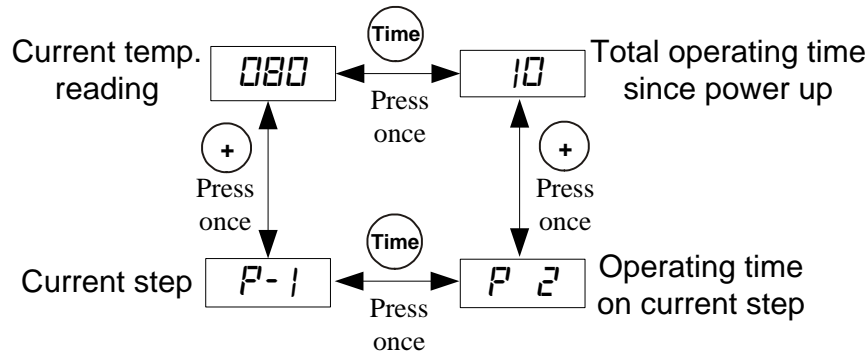 Time
Current temp.
reading
080
10
Total operating time
since power up
Press
once
+
Press
once
+
Press
once
Time
Current step
P-1
P 2
Operating time
on current step
Press
once